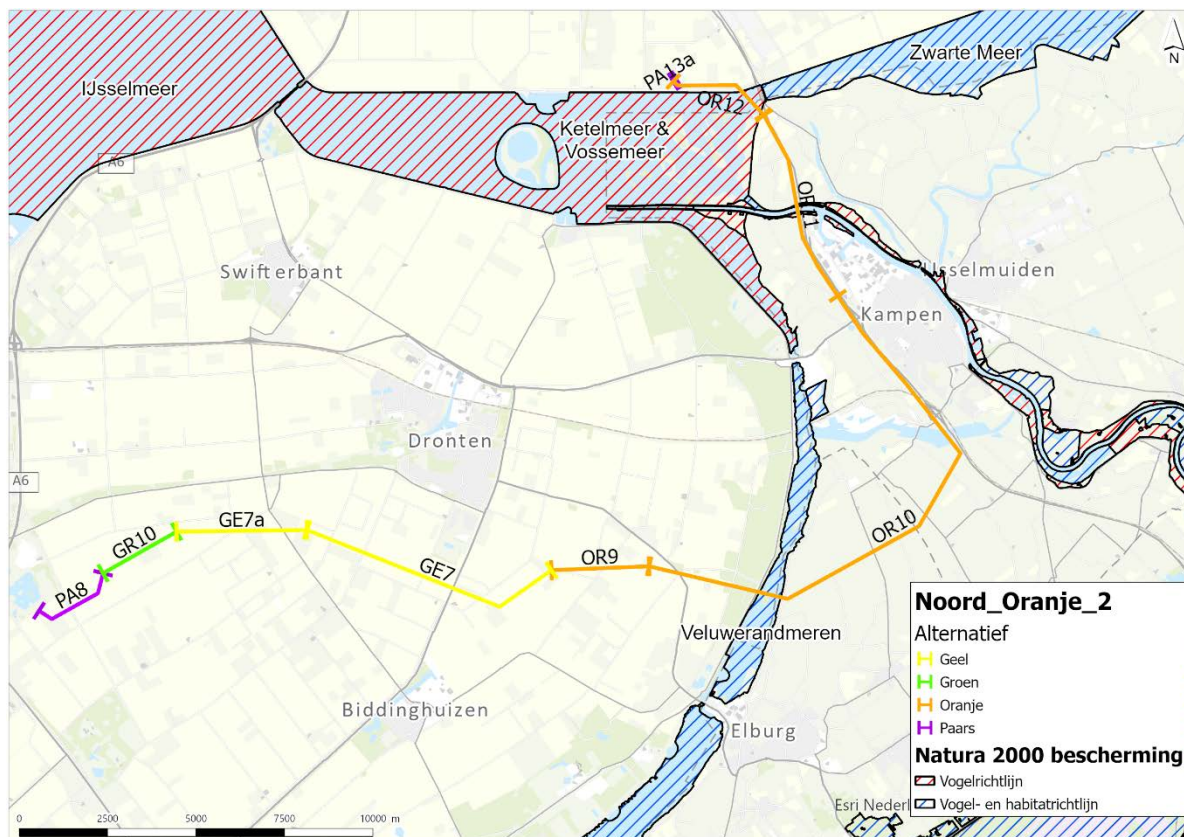 Zwarte Meer
N
IJsselmeer
PA13a
OR12
A6
Ketelmeer &
Vossemeer
OR11
Swifterbant
IJsselmuiden
Kampen
Dronten
A6
GR10
GE7a
GE7
OR9
OR10
PA8
Veluwerandmeren
Biddinghuizen
Elburg
Noord_Oranje_2
Alternatief
Geel
Groen
Oranje
Paars
Natura 2000 bescherming
Vogelrichtlijn
Vogel- en habitatrichtlijn
Esri Nederl
0 2500 5000 10000 m